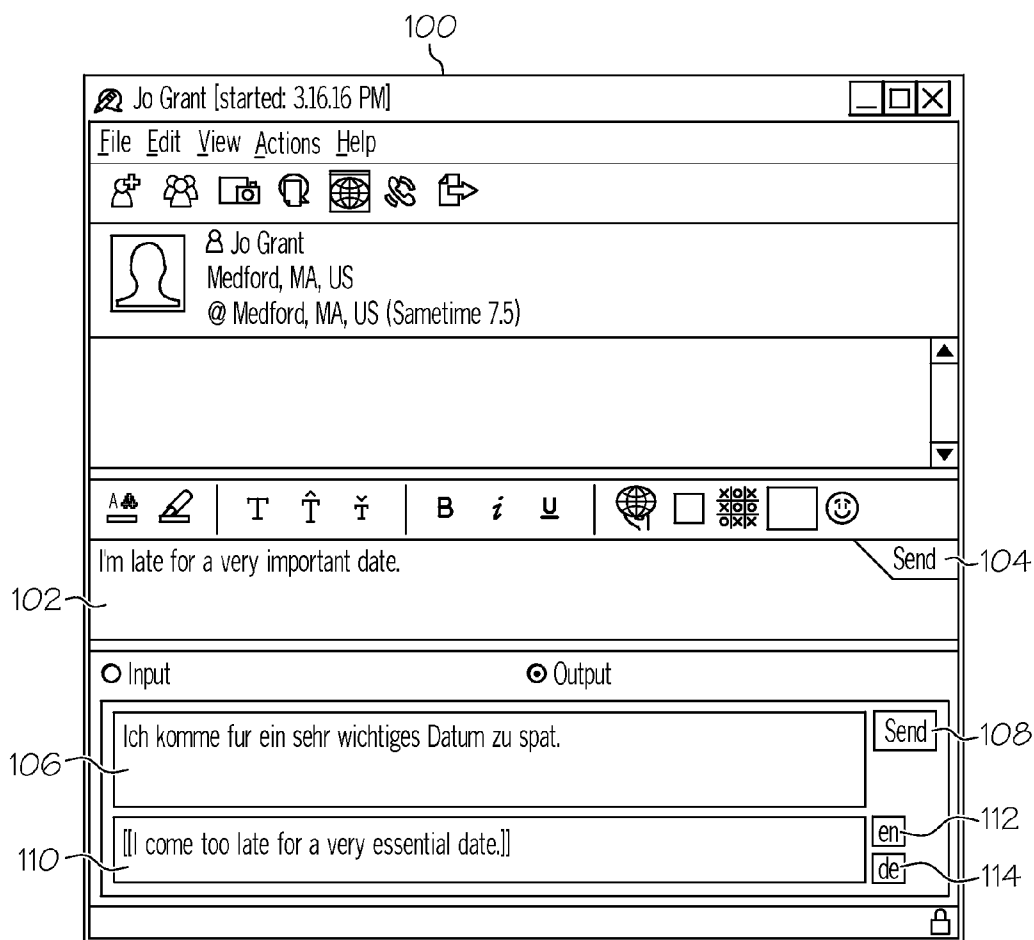 100
Jo Grant [started: 3.16.16 PM]
File Edit View Actions Help
Jo Grant
Medford, MA, US
@ Medford, MA, US (Sametime 7.5)
A
T T T B i u
XOX
XOX
OXX
I'm late for a very important date.
Send
104
102
Input Output
Ich komme fur ein sehr wichtiges Datum zu spat.
Send
108
106
[[I come too late for a very essential date.]]
en
112
110
de
114